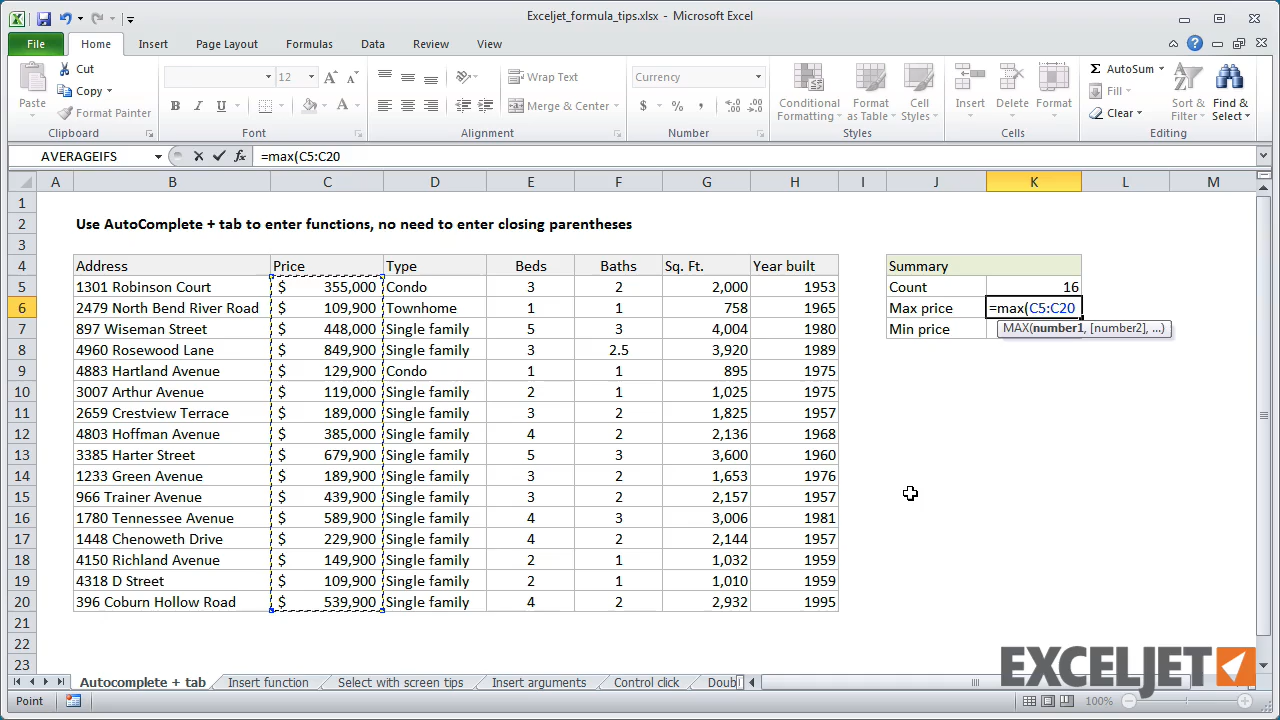 Exceljet_formula_tips.xlsx - Microsoft Excel
File Home Insert Page Layout Formulas Data Review View
Paste Cut Copy Format Painter Clipboard
12 B I U A A A Font
Wrap Text Merge & Center Alignment
Currency $ % , Number
Conditional Formatting Format as Table Cell Styles Styles
Insert Delete Format Cells
Σ AutoSum Fill Clear Sort & Filter Find & Select Editing
AVERAGEIFS fx =max(C5:C20
A B C D E F G H I J K L M
1
2 Use AutoComplete + tab to enter functions, no need to enter closing parentheses
3
4 Address Price Type Beds Baths Sq. Ft. Year built Summary
5 1301 Robinson Court $ 355,000 Condo 3 2 2,000 1953 Count 16
6 2479 North Bend River Road $ 109,900 Townhome 1 1 758 1965 Max price =max(C5:C20
7 897 Wiseman Street $ 448,000 Single family 5 3 4,004 1980 Min price MAX(number1, [number2], ...)
8 4960 Rosewood Lane $ 849,900 Single family 3 2.5 3,920 1989
9 4883 Hartland Avenue $ 129,900 Condo 1 1 895 1975
10 3007 Arthur Avenue $ 119,000 Single family 2 1 1,025 1975
11 2659 Crestview Terrace $ 189,000 Single family 3 2 1,825 1957
12 4803 Hoffman Avenue $ 385,000 Single family 4 2 2,136 1968
13 3385 Harter Street $ 679,900 Single family 5 3 3,600 1960
14 1233 Green Avenue $ 189,900 Single family 3 2 1,653 1976
15 966 Trainer Avenue $ 439,900 Single family 3 2 2,157 1957
16 1780 Tennessee Avenue $ 589,900 Single family 4 3 3,006 1981
17 1448 Chenoweth Drive $ 229,900 Single family 4 2 2,144 1957
18 4150 Richland Avenue $ 149,900 Single family 2 1 1,032 1959
19 4318 D Street $ 109,900 Single family 2 1 1,010 1959
20 396 Coburn Hollow Road $ 539,900 Single family 4 2 2,932 1995
21
22
23
EXCELJET
Autocomplete + tab Insert function Select with screen tips Insert arguments Control click Doub
Point 100%